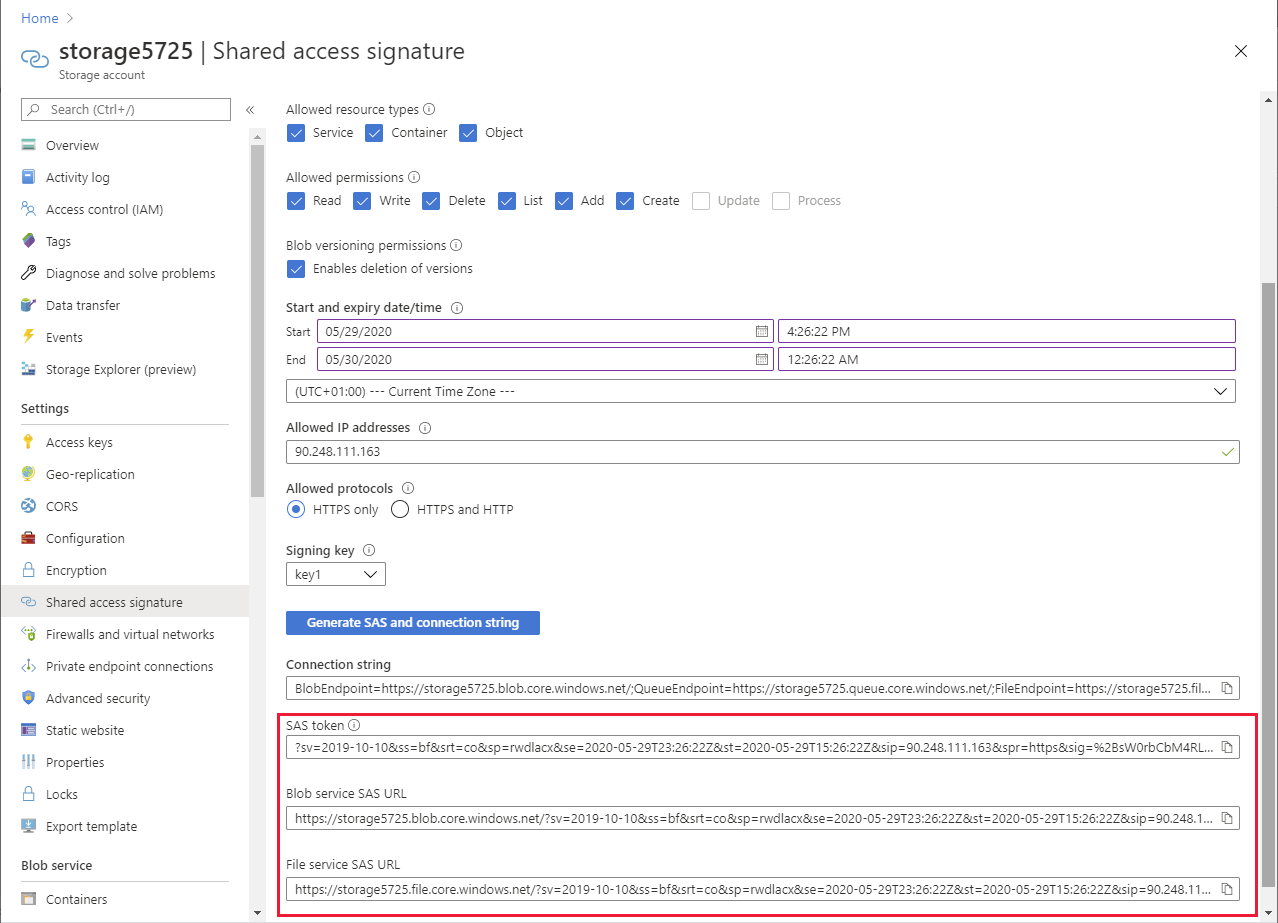 Home
storage5725 | Shared access signature
Storage account
Search (Ctrl+/)
«
Overview
Activity log
Access control (IAM)
Tags
Diagnose and solve problems
Data transfer
Events
Storage Explorer (preview)
Settings
Access keys
Geo-replication
CORS
Configuration
Encryption
Shared access signature
Firewalls and virtual networks
Private endpoint connections
Advanced security
Static website
Properties
Locks
Export template
Blob service
Containers
Allowed resource types
Service Container Object
Allowed permissions
Read Write Delete List Add Create Update Process
Blob versioning permissions
Enables deletion of versions
Start and expiry date/time
Start 05/29/2020 4:26:22 PM
End 05/30/2020 12:26:22 AM
(UTC+01:00) --- Current Time Zone ---
Allowed IP addresses
90.248.111.163
Allowed protocols
HTTPS only HTTPS and HTTP
Signing key
key1
Generate SAS and connection string
Connection string
BlobEndpoint=https://storage5725.blob.core.windows.net/;QueueEndpoint=https://storage5725.queue.core.windows.net/;FileEndpoint=https://storage5725.fil...
SAS token
?sv=2019-10-10&ss=bf&srt=co&sp=rwdlacx&se=2020-05-29T23:26:22Z&st=2020-05-29T15:26:22Z&sip=90.248.111.163&spr=https&sig=%2BsW0rbCbM4RL...
Blob service SAS URL
https://storage5725.blob.core.windows.net/?sv=2019-10-10&ss=bf&srt=co&sp=rwdlacx&se=2020-05-29T23:26:22Z&st=2020-05-29T15:26:22Z&sip=90.248.1...
File service SAS URL
https://storage5725.file.core.windows.net/?sv=2019-10-10&ss=bf&srt=co&sp=rwdlacx&se=2020-05-29T23:26:22Z&st=2020-05-29T15:26:22Z&sip=90.248.11...